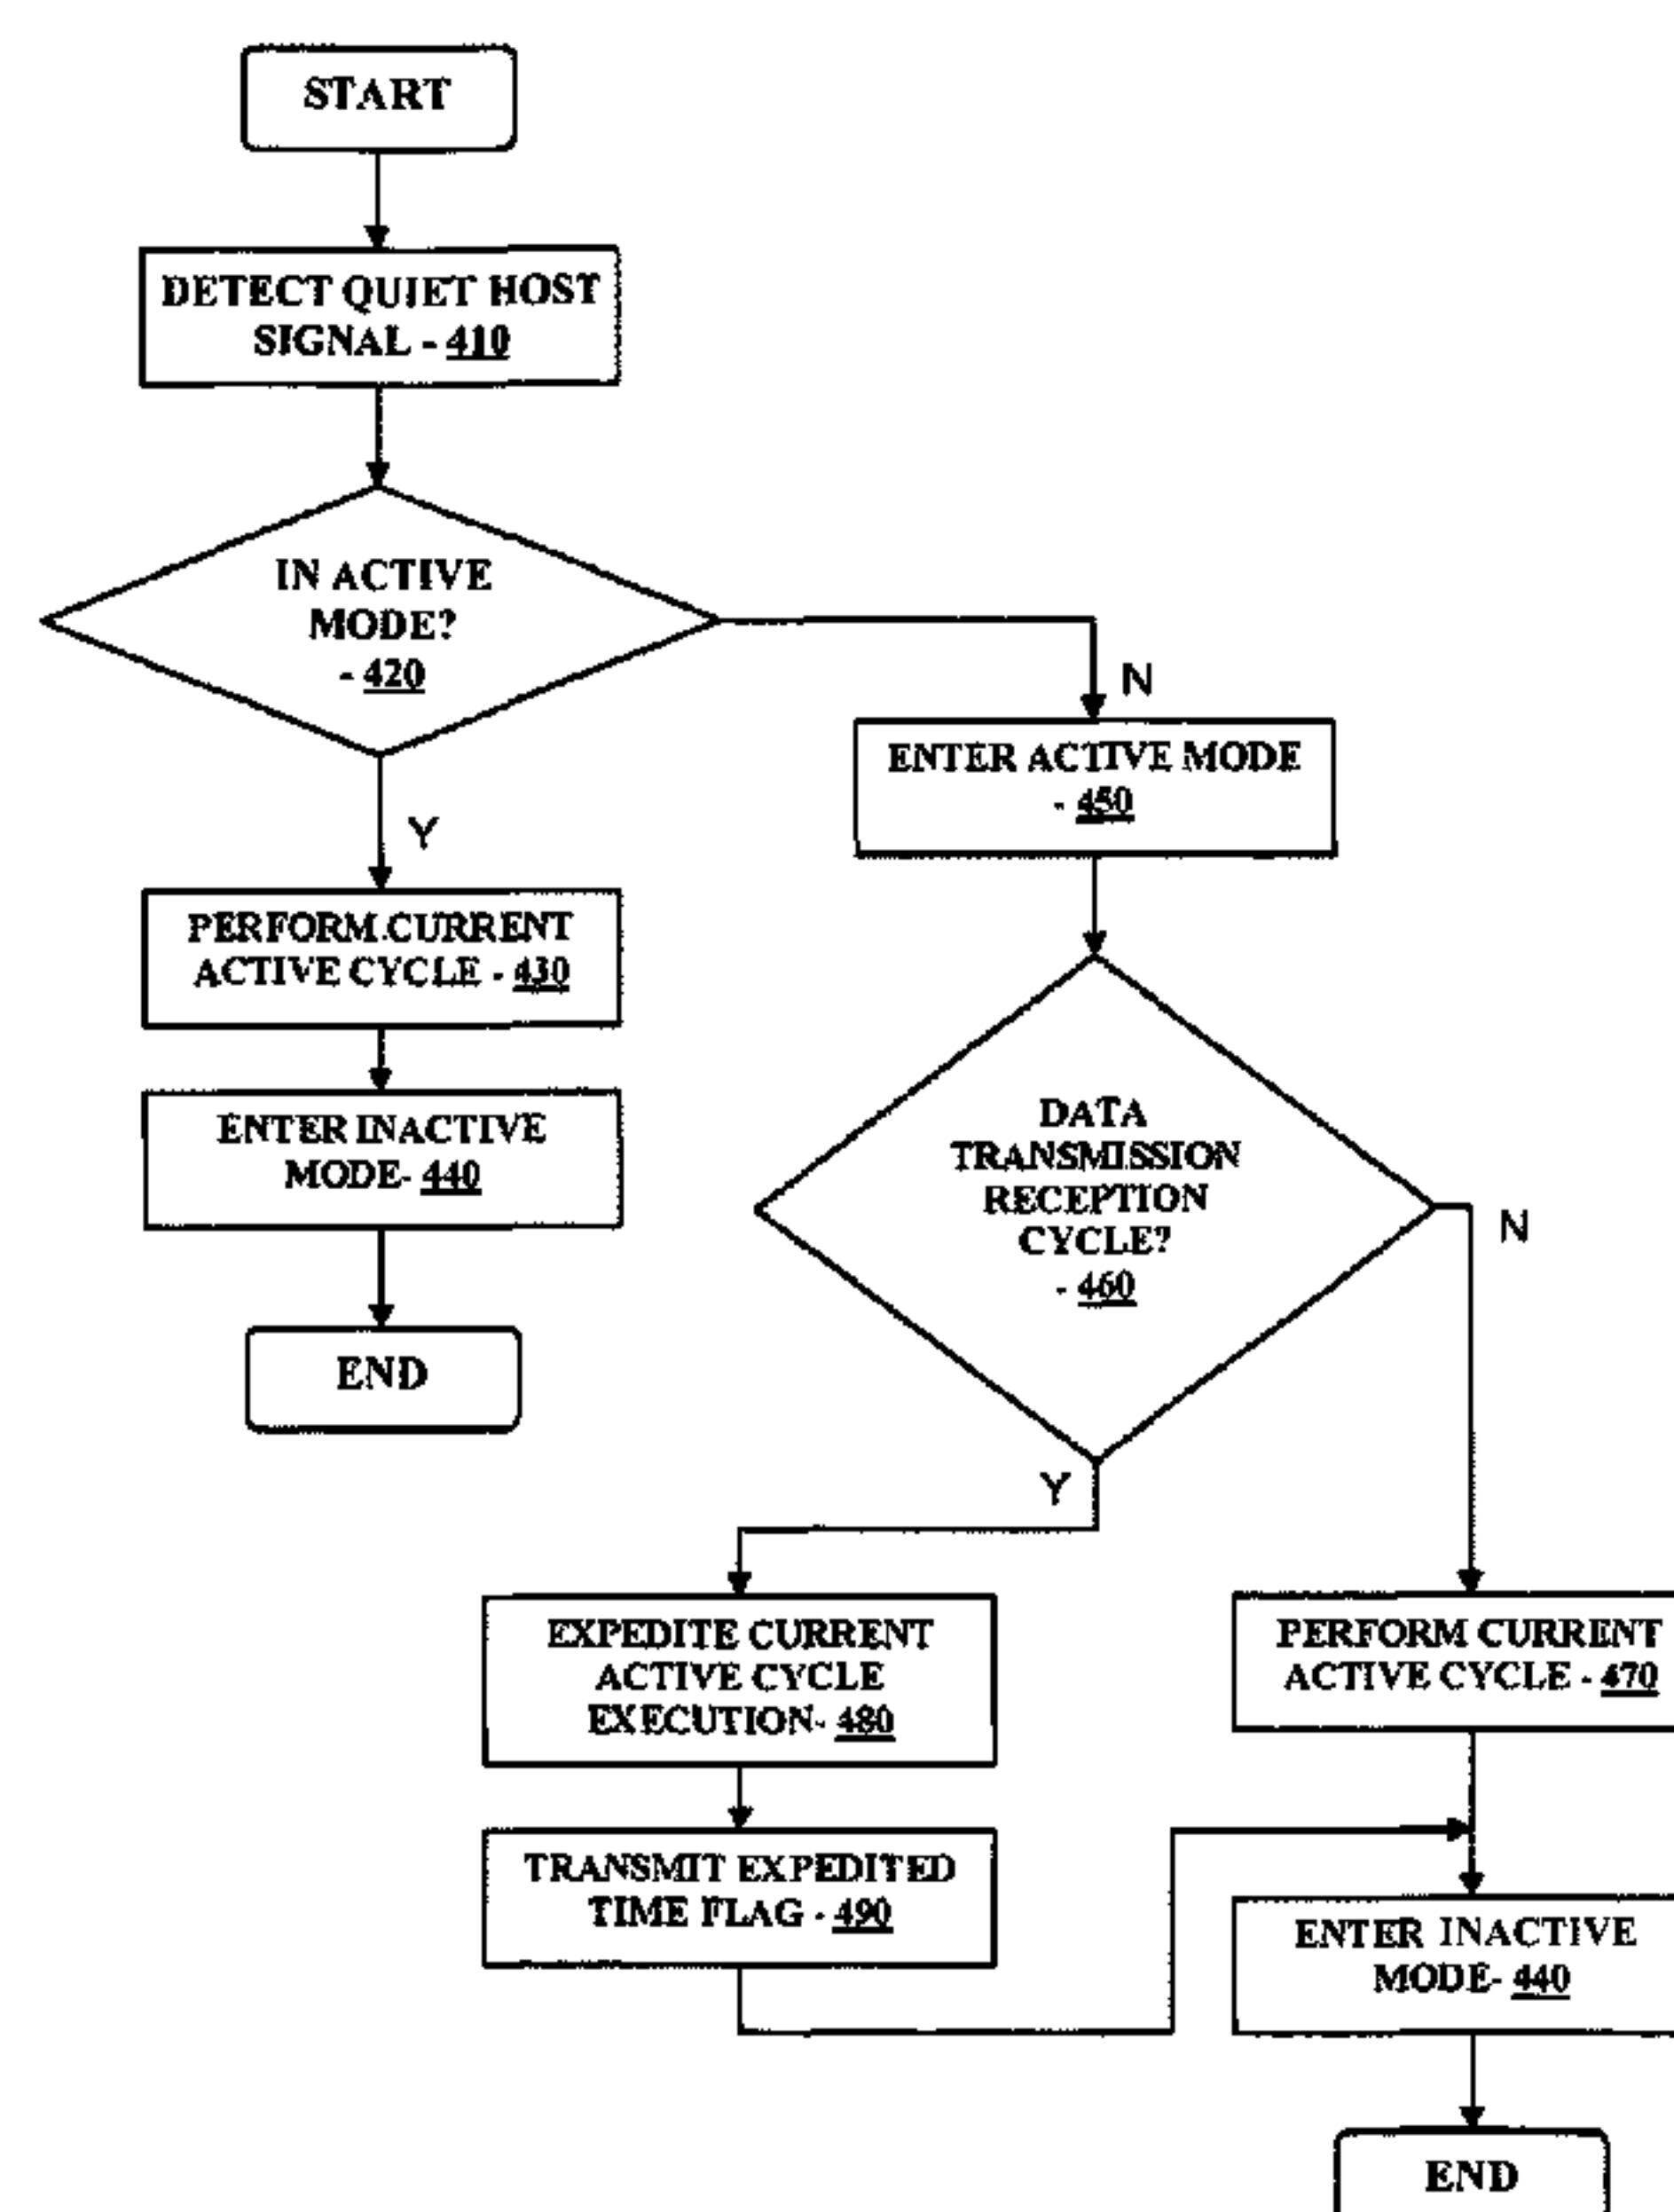 START
DETECT QUIET HOST
SIGNAL - 410
IN ACTIVE
MODE?
- 420
N
ENTER ACTIVE MODE
- 450
Y
PERFORM CURRENT
ACTIVE CYCLE - 430
ENTER INACTIVE
MODE- 440
END
DATA
TRANSMISSION
RECEPTION
CYCLE?
- 460
N
Y
EXPEDITE CURRENT
ACTIVE CYCLE
EXECUTION- 480
PERFORM CURRENT
ACTIVE CYCLE - 470
TRANSMIT EXPEDITED
TIME FLAG - 490
ENTER INACTIVE
MODE- 440
END